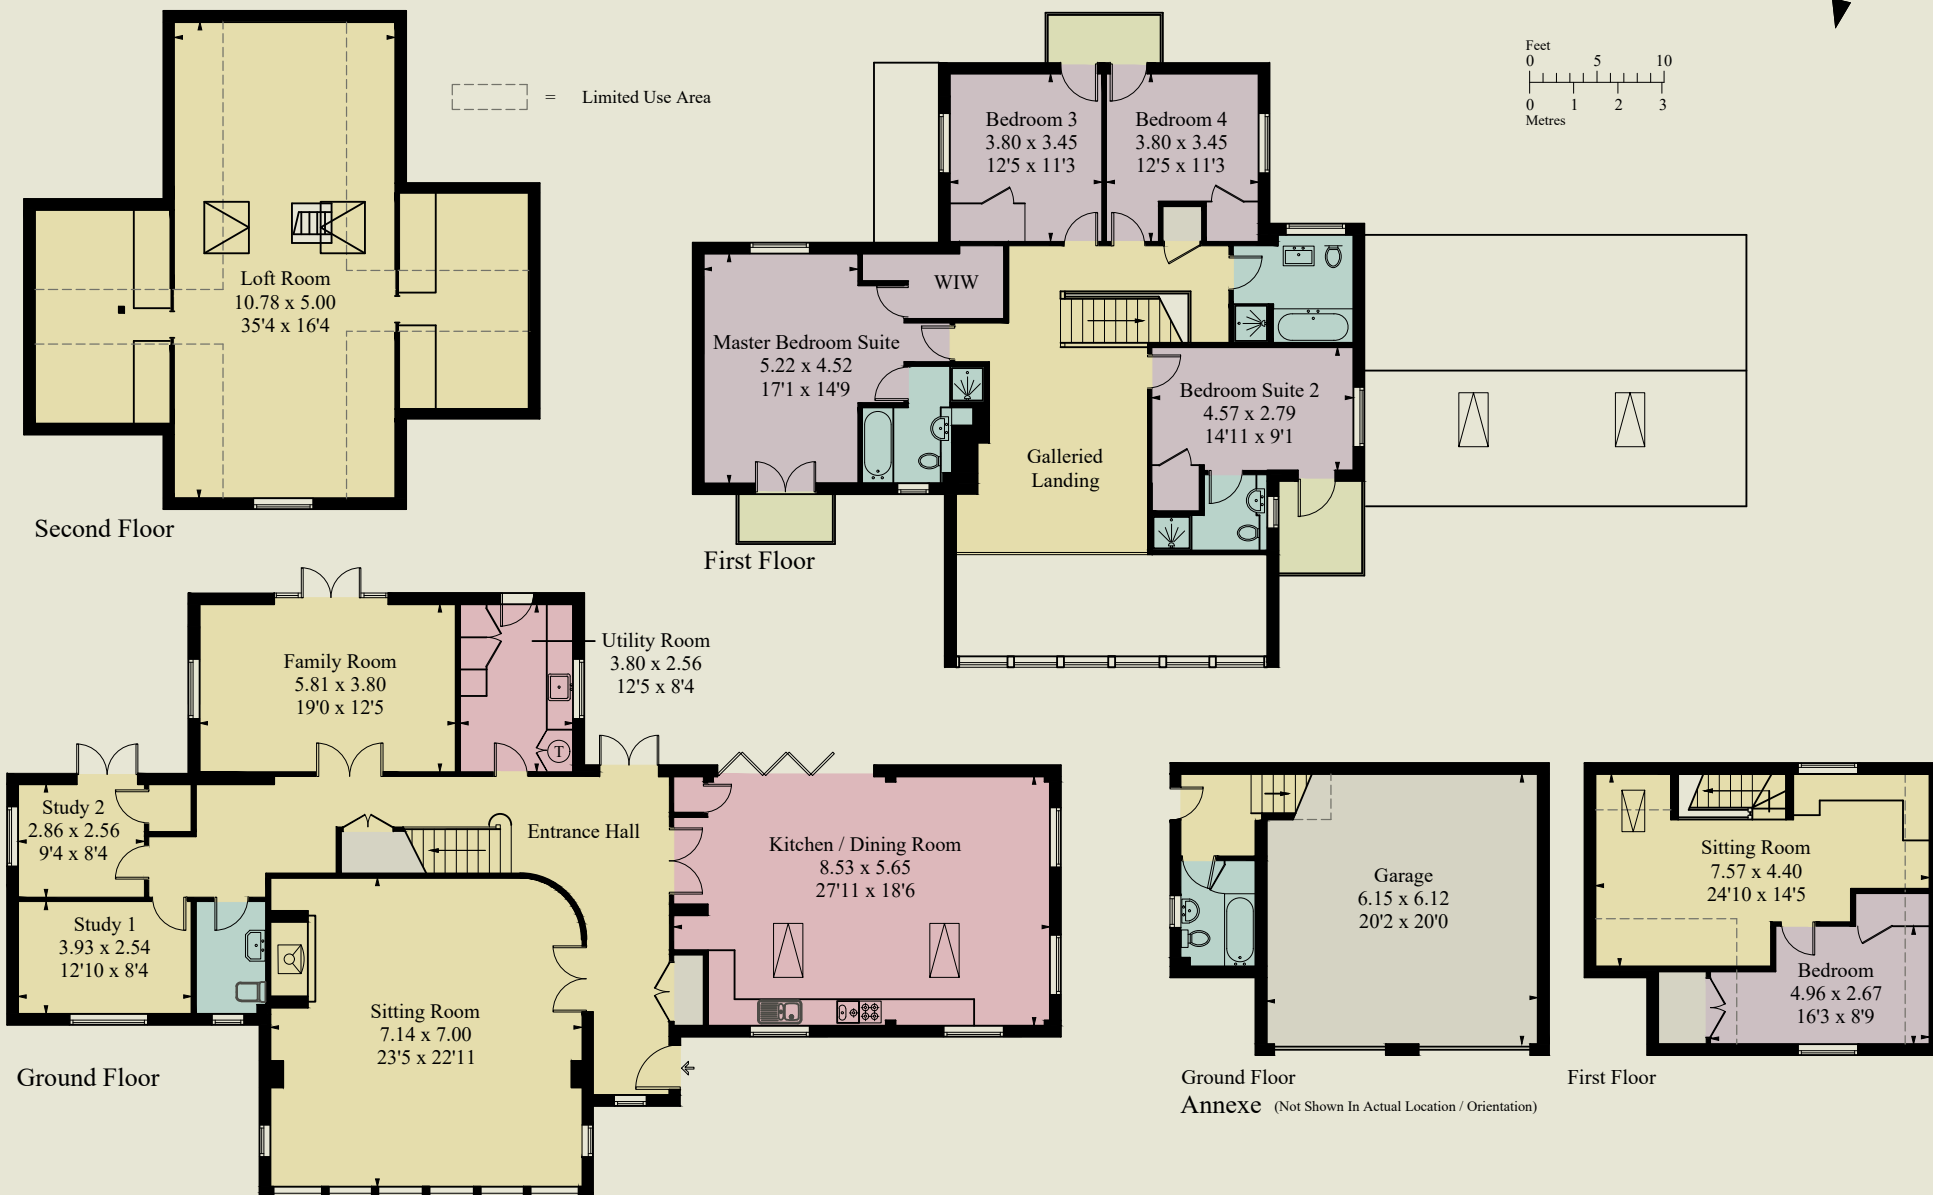 = Limited Use Area
Loft Room
10.78 x 5.00
35'4 x 16'4
Second Floor
Feet
0 5 10
0 1 2 3
Metres
Bedroom 3
3.80 x 3.45
12'5 x 11'3
Bedroom 4
3.80 x 3.45
12'5 x 11'3
WIW
Master Bedroom Suite
5.22 x 4.52
17'1 x 14'9
Bedroom Suite 2
4.57 x 2.79
14'11 x 9'1
Galleried
Landing
First Floor
Family Room
5.81 x 3.80
19'0 x 12'5
Utility Room
3.80 x 2.56
12'5 x 8'4
T
Study 2
2.86 x 2.56
9'4 x 8'4
Entrance Hall
Kitchen / Dining Room
8.53 x 5.65
27'11 x 18'6
Study 1
3.93 x 2.54
12'10 x 8'4
Sitting Room
7.14 x 7.00
23'5 x 22'11
Ground Floor
Garage
6.15 x 6.12
20'2 x 20'0
Ground Floor
Annexe (Not Shown In Actual Location / Orientation)
Sitting Room
7.57 x 4.40
24'10 x 14'5
Bedroom
4.96 x 2.67
16'3 x 8'9
First Floor